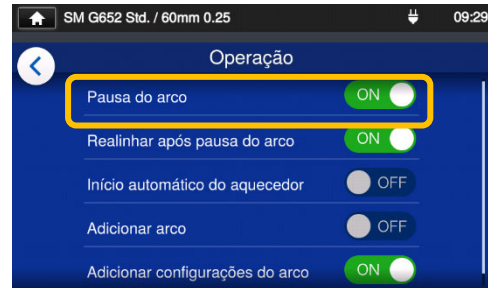 SM G652 Std. / 60mm 0.25 09:29
Operação
Pausa do arco ON
Realinhar após pausa do arco ON
Início automático do aquecedor OFF
Adicionar arco OFF
Adicionar configurações do arco ON